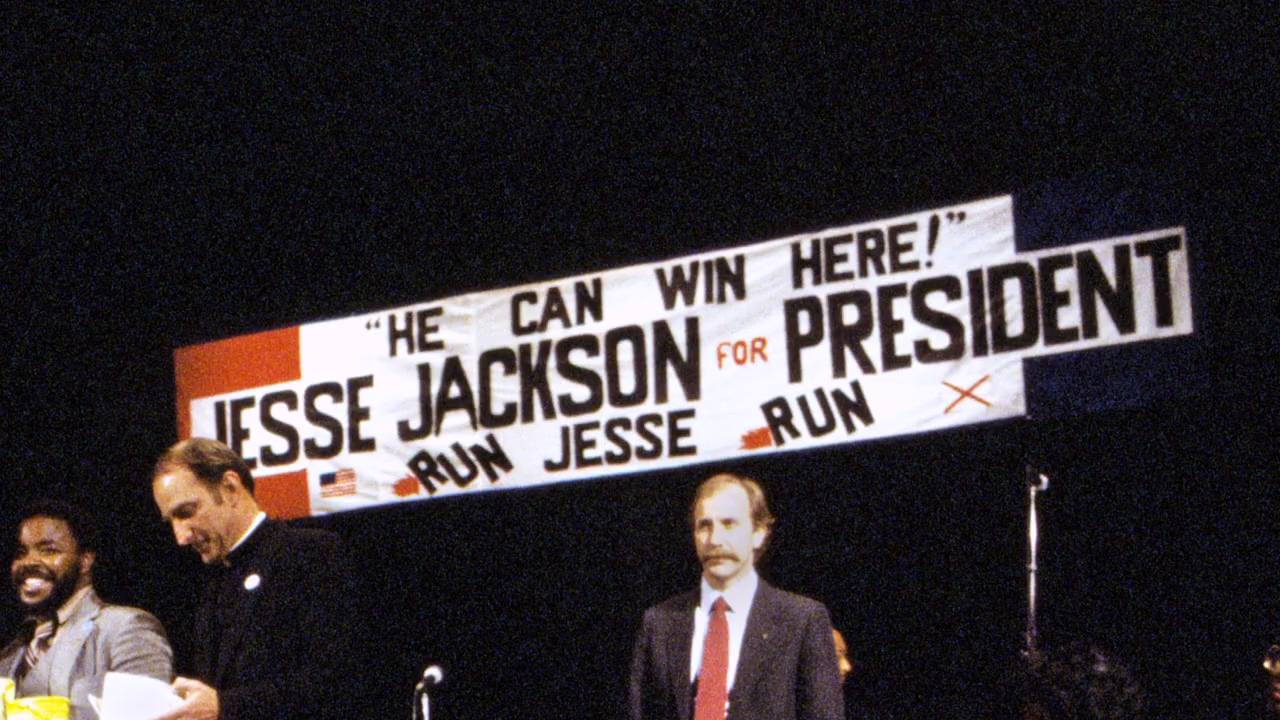 “HE CAN WIN HERE!”
JESSE JACKSON FOR PRESIDENT
RUN JESSE RUN